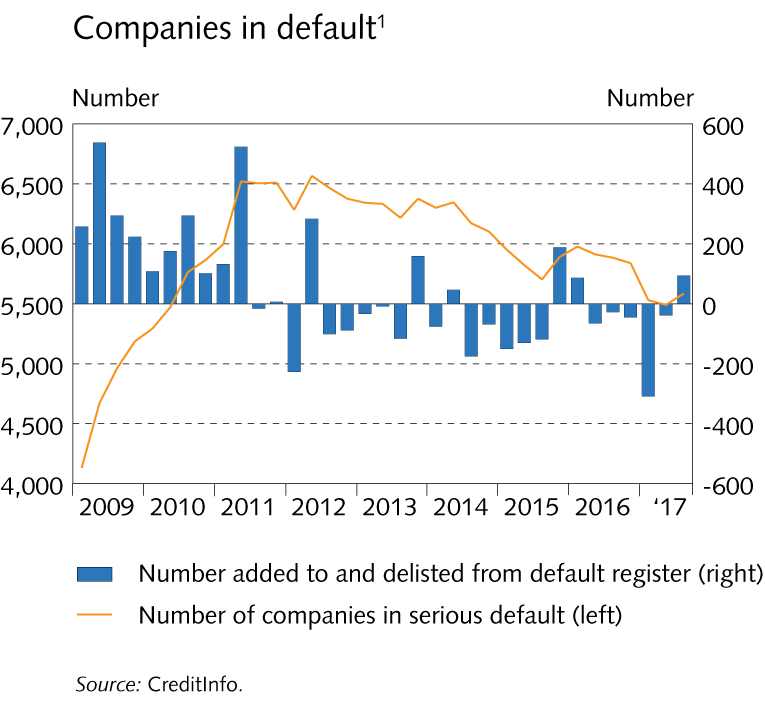 Companies in default¹
Number Number
7,000 600
6,500 400
6,000 200
5,500 0
5,000 -200
4,500 -400
4,000 -600
2009 2010 2011 2012 2013 2014 2015 2016 ‘17
Number added to and delisted from default register (right)
Number of companies in serious default (left)
Source: CreditInfo.